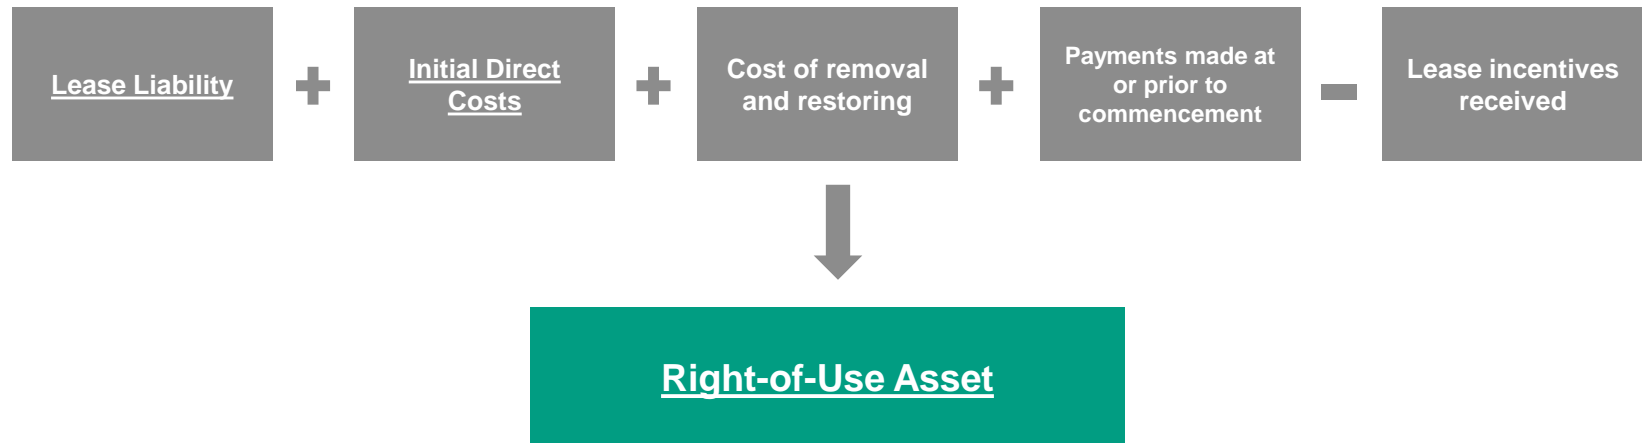 Lease Liability
Initial Direct
Costs
Cost of removal
and restoring
Payments made at
or prior to
commencement
Lease incentives
received
Right-of-Use Asset